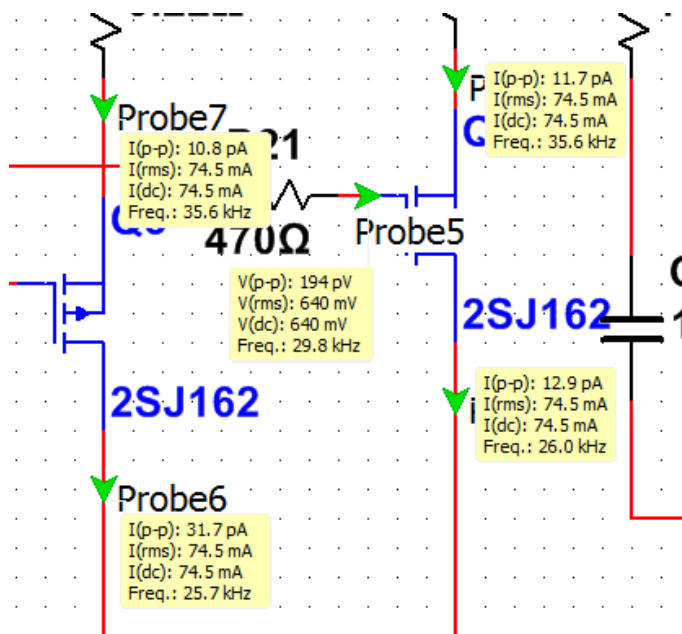 Probe7
I(p-p): 10.8 pA
I(rms): 74.5 mA
I(dc): 74.5 mA
Freq.: 35.6 kHz
I(p-p): 11.7 pA
I(rms): 74.5 mA
I(dc): 74.5 mA
Freq.: 35.6 kHz
21
470Ω
Probe5
V(p-p): 194 pV
V(rms): 640 mV
V(dc): 640 mV
Freq.: 29.8 kHz
2SJ162
2SJ162
I(p-p): 12.9 pA
I(rms): 74.5 mA
I(dc): 74.5 mA
Freq.: 26.0 kHz
Probe6
I(p-p): 31.7 pA
I(rms): 74.5 mA
I(dc): 74.5 mA
Freq.: 25.7 kHz